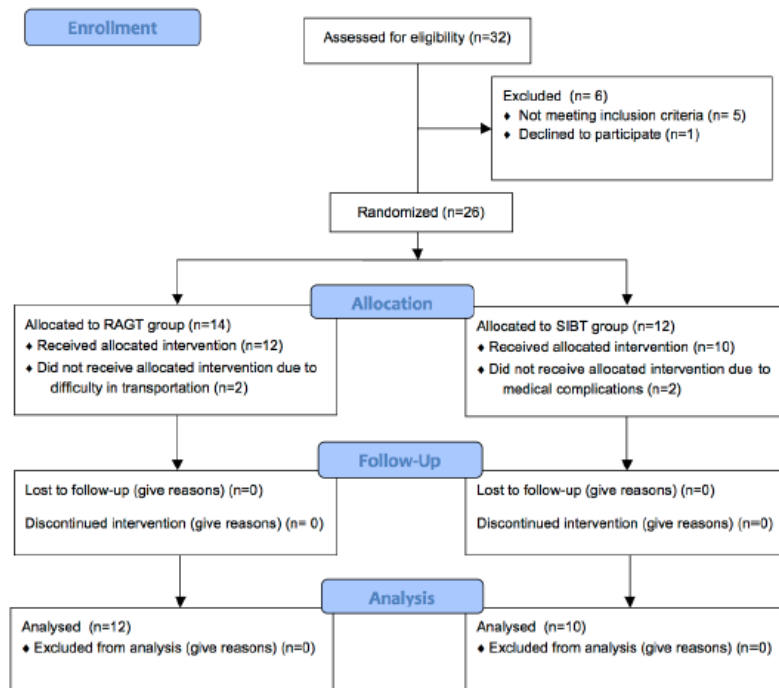 Enrollment
Assessed for eligibility (n=32)
Excluded (n= 6)
♦ Not meeting inclusion criteria (n= 5)
♦ Declined to participate (n=1)
Randomized (n=26)
Allocation
Allocated to RAGT group (n=14)
♦ Received allocated intervention (n=12)
♦ Did not receive allocated intervention due to
difficulty in transportation (n=2)
Allocated to SIBT group (n=12)
♦ Received allocated intervention (n=10)
♦ Did not receive allocated intervention due to
medical complications (n=2)
Follow-Up
Lost to follow-up (give reasons) (n=0)
Discontinued intervention (give reasons) (n= 0)
Lost to follow-up (give reasons) (n=0)
Discontinued intervention (give reasons) (n=0)
Analysis
Analysed (n=12)
♦ Excluded from analysis (give reasons) (n=0)
Analysed (n=10)
♦ Excluded from analysis (give reasons) (n=0)